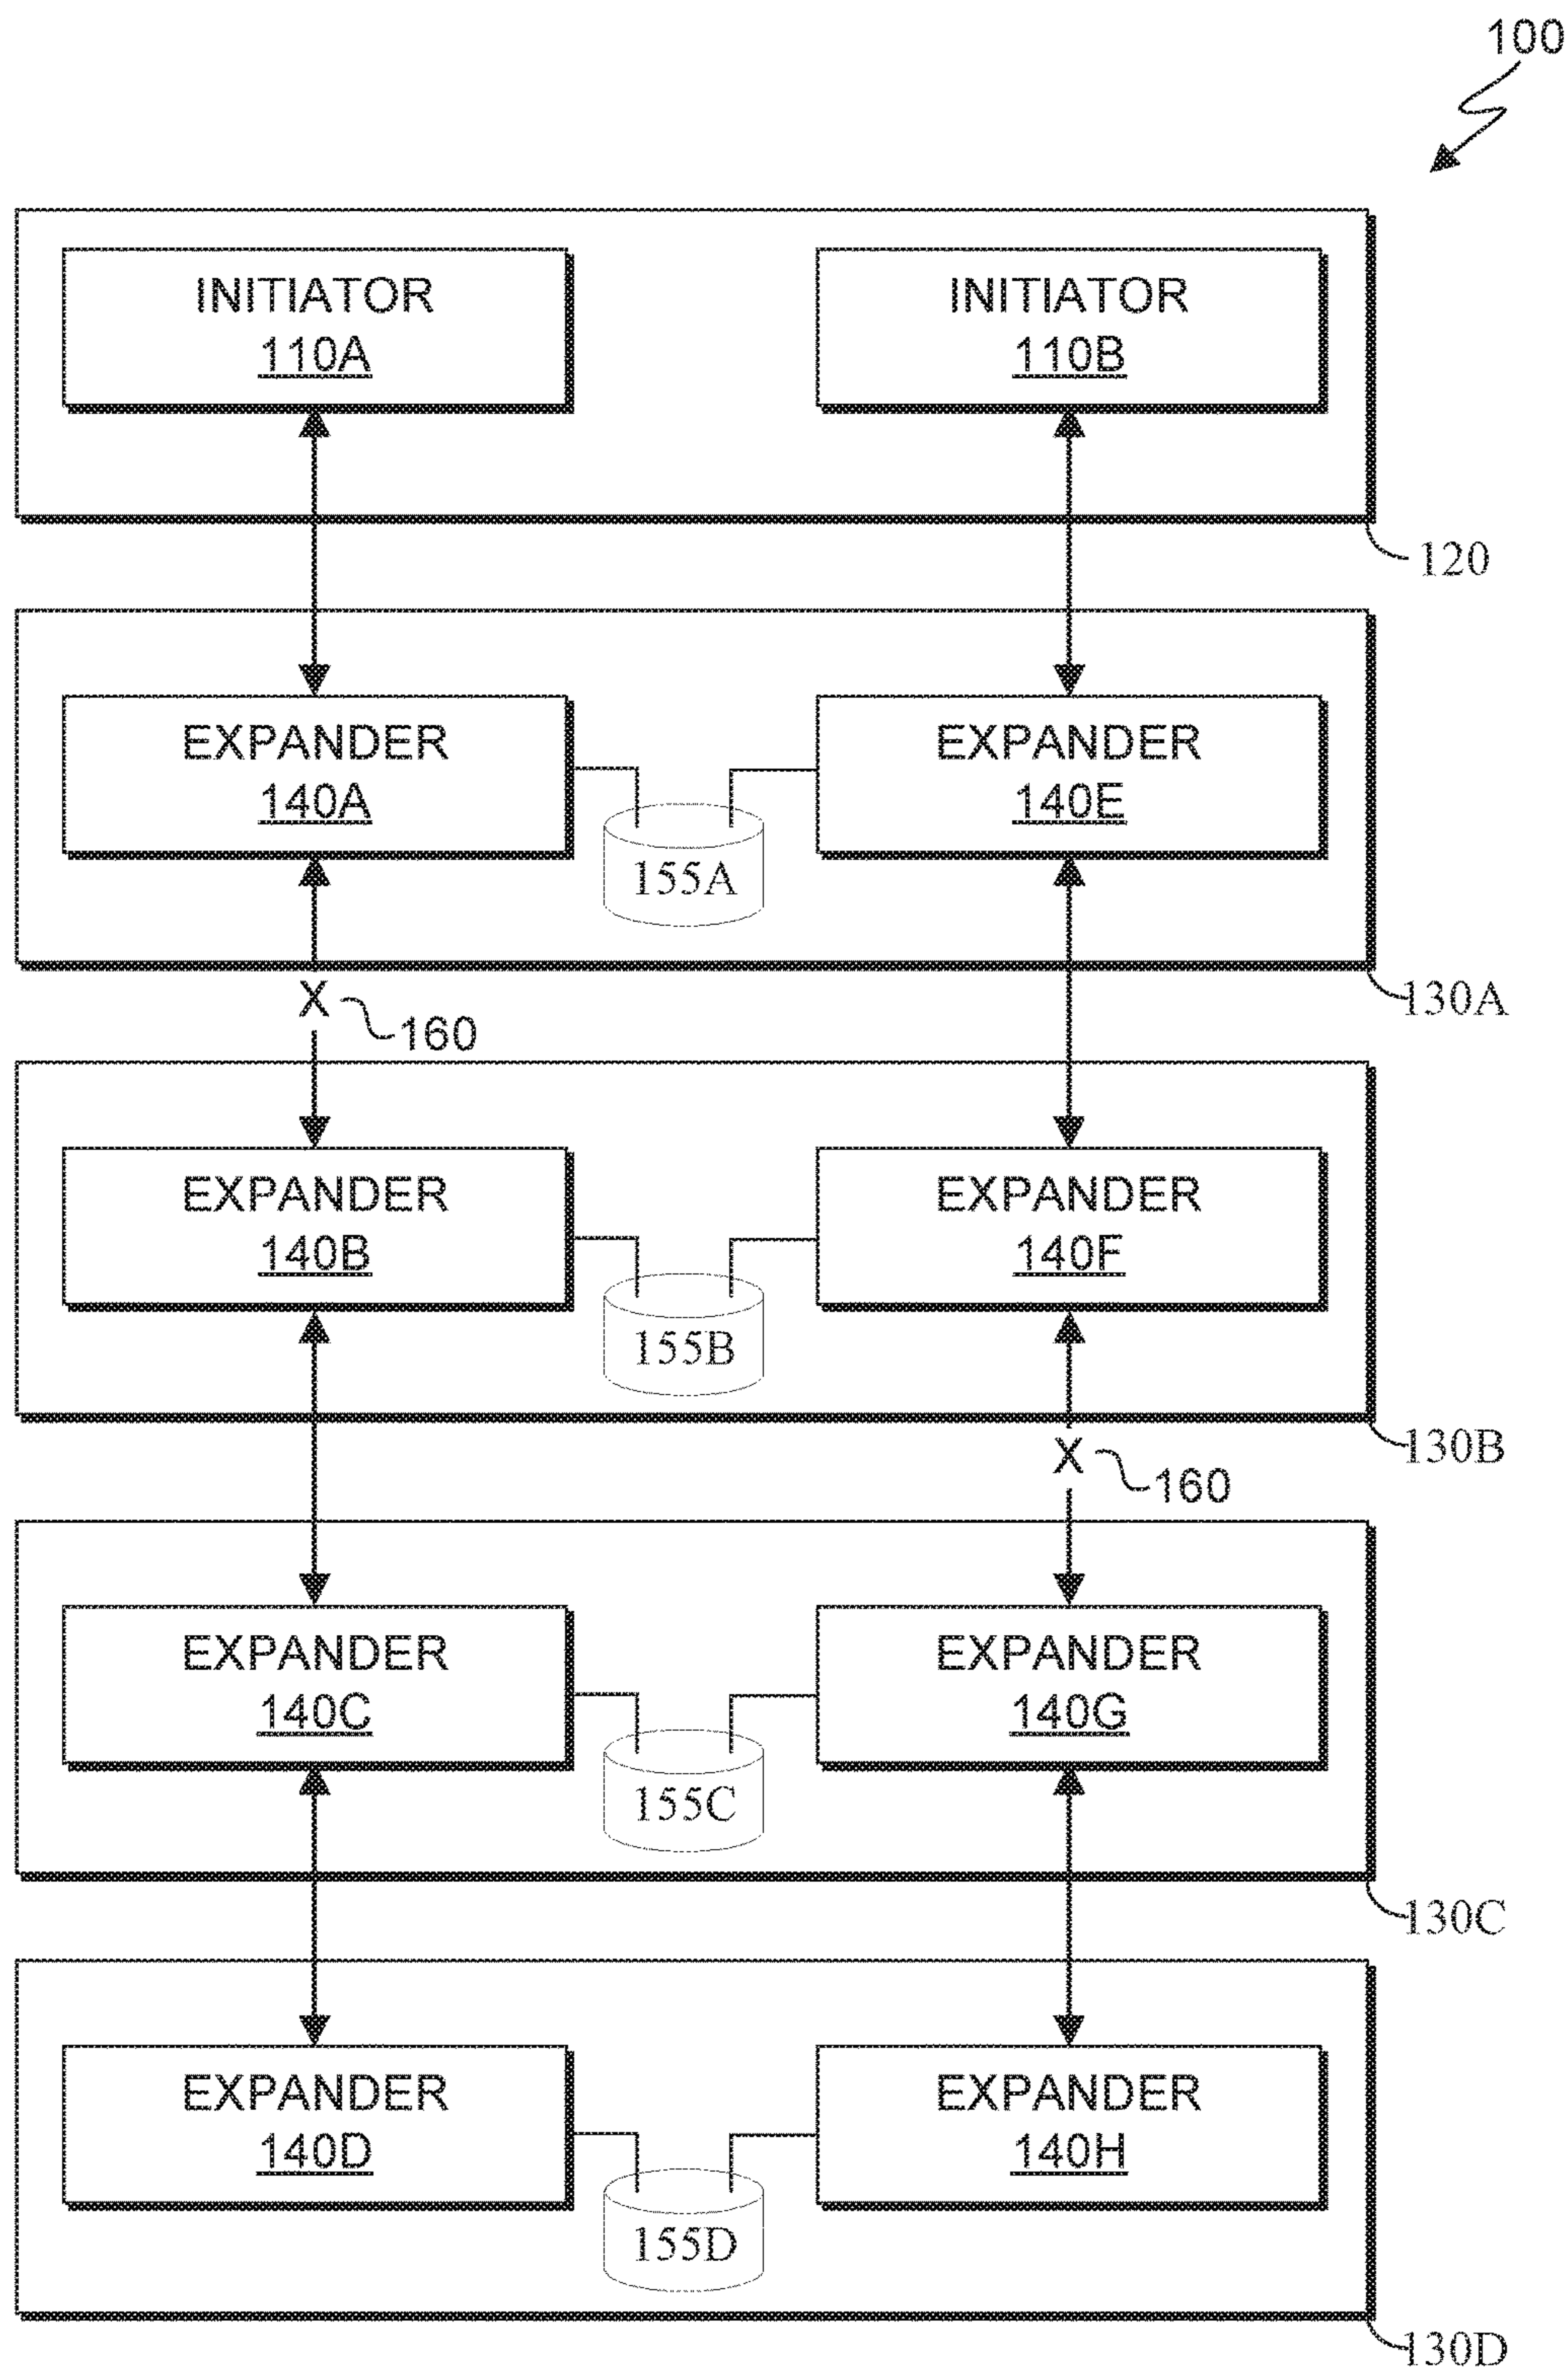 100
INITIATOR
110A
INITIATOR
110B
120
EXPANDER
140A
EXPANDER
140E
155A
130A
X
160
EXPANDER
140B
EXPANDER
140F
155B
130B
X
160
EXPANDER
140C
EXPANDER
140G
155C
130C
EXPANDER
140D
EXPANDER
140H
155D
130D